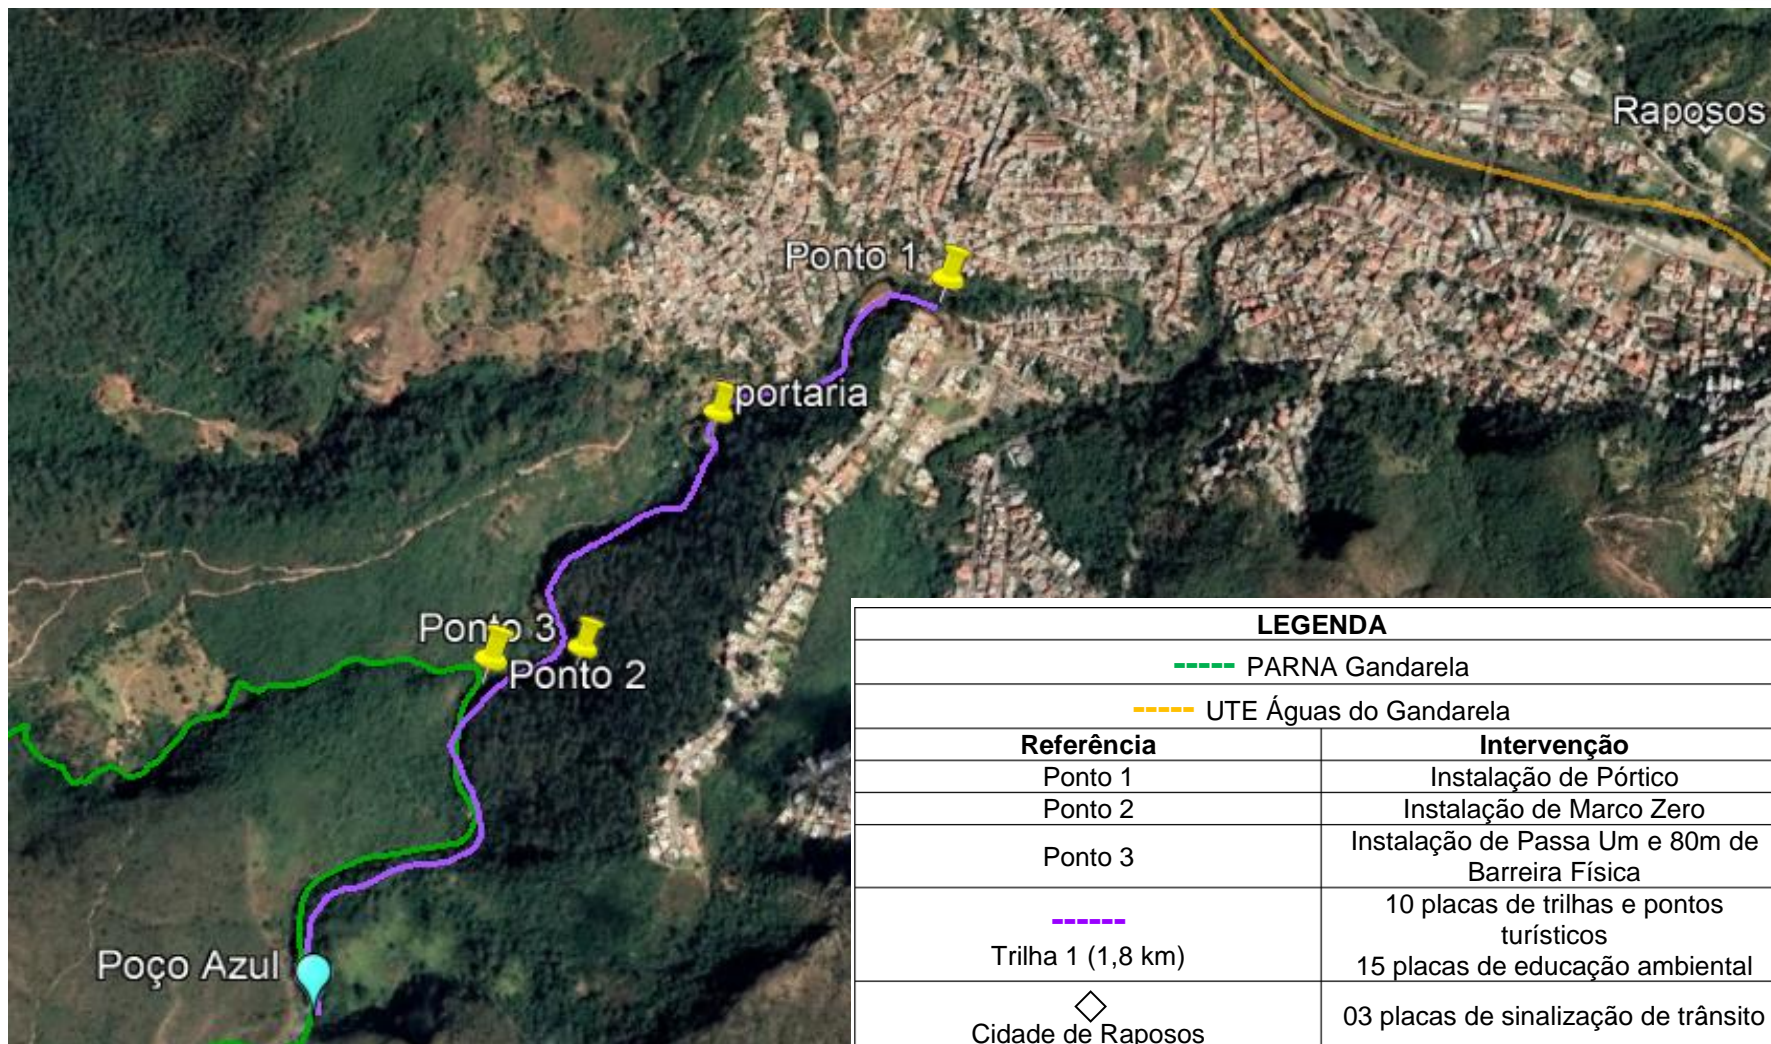 Raposos
Ponto 1
portaria
Ponto 3
Ponto 2
Poço Azul
LEGENDA
PARNA Gandarela
UTE Águas do Gandarela
Referência Intervenção
Ponto 1 Instalação de Pórtico
Ponto 2 Instalação de Marco Zero
Ponto 3 Instalação de Passa Um e 80m de
Barreira Física
Trilha 1 (1,8 km) 10 placas de trilhas e pontos
turísticos
15 placas de educação ambiental
Cidade de Raposos 03 placas de sinalização de trânsito